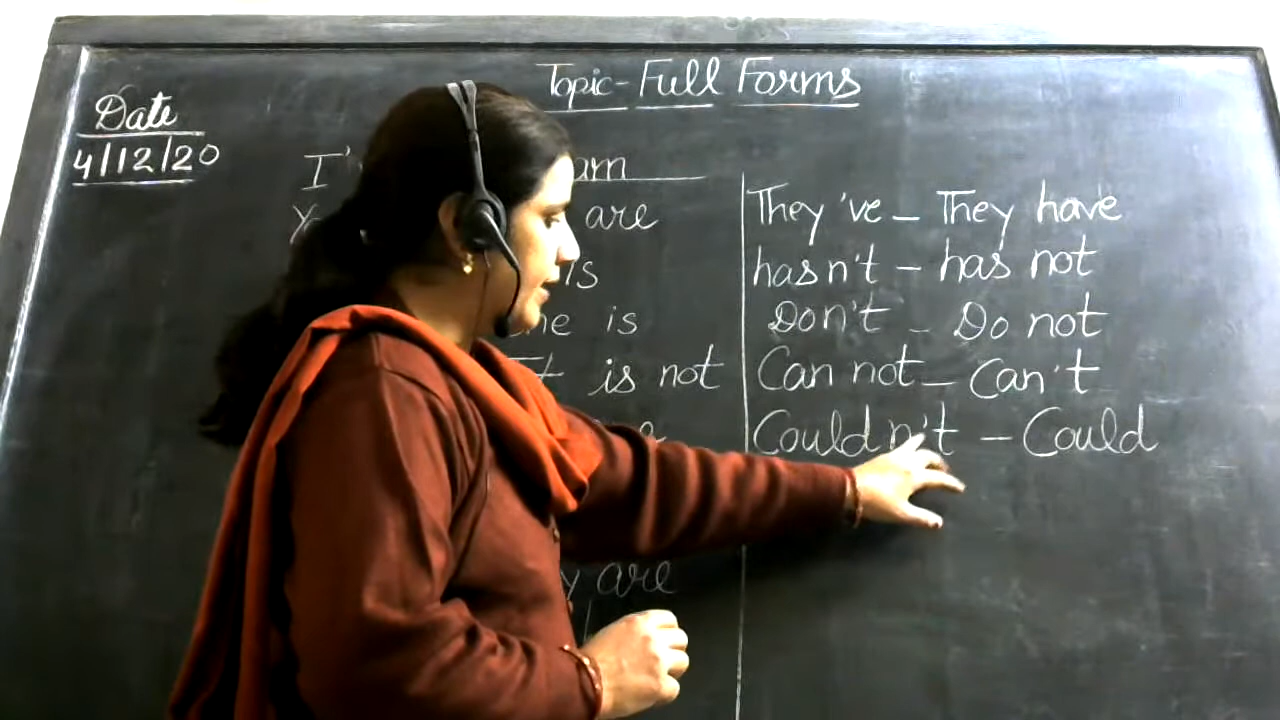 Topic-Full Forms
Date
4/12/20
am
are
is
he is
is not
are
They've – They have
hasn't – has not
Don't – Do not
Can not – Can't
Couldn't – Could